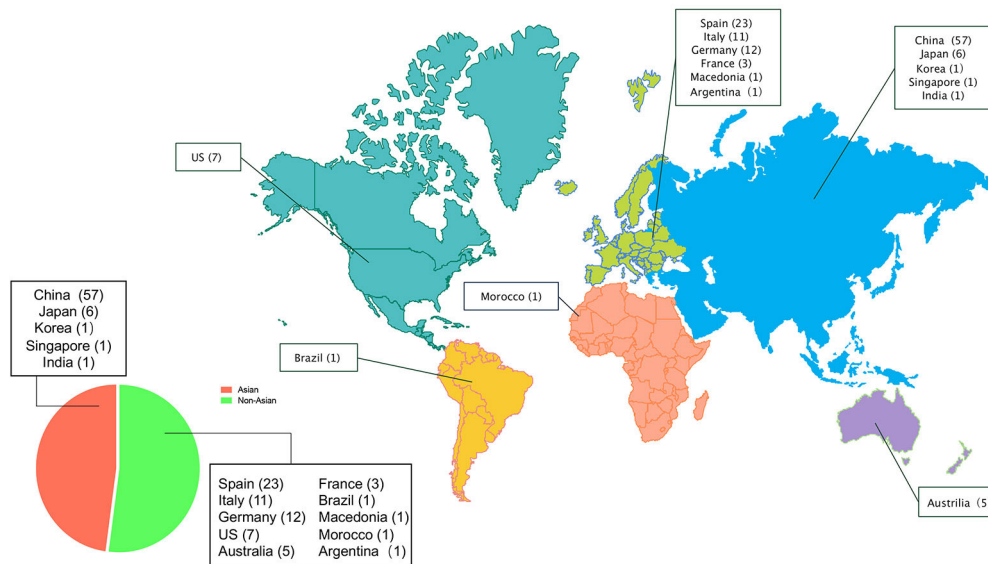 Spain (23)
Italy (11)
Germany (12)
France (3)
Macedonia (1)
Argentina (1)
China (57)
Japan (6)
Korea (1)
Singapore (1)
India (1)
US (7)
Morocco (1)
Brazil (1)
Austrilia (5
China (57)
Japan (6)
Korea (1)
Singapore (1)
India (1)
Asian
Non-Asian
Spain (23)
Italy (11)
Germany (12)
US (7)
Australia (5)
France (3)
Brazil (1)
Macedonia (1)
Morocco (1)
Argentina (1)